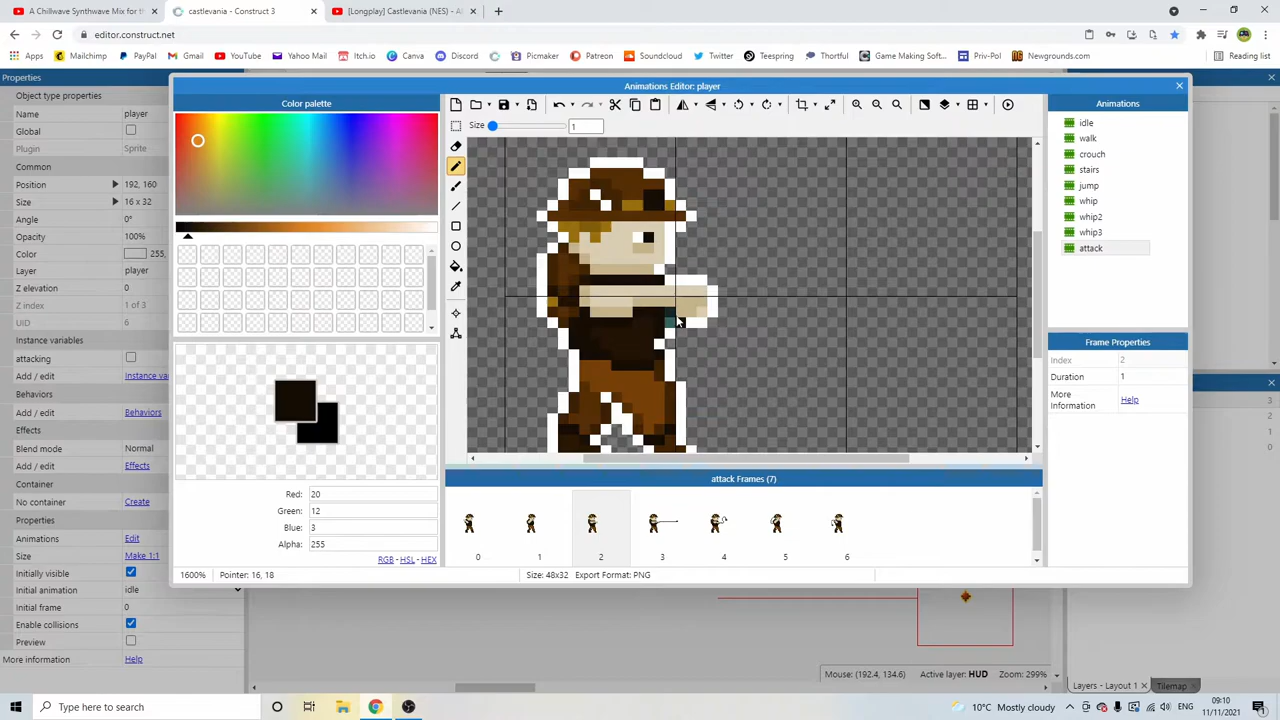 A Chillwave Synthwave Mix for th
castlevania - Construct 3
[Longplay] Castlevania (NES) - Al
editor.construct.net
Apps Mailchimp PayPal Gmail YouTube Yahoo Mail Itch.io Canva Discord Picmaker Patreon Soundcloud Twitter Teespring Thortful Game Making Soft... Priv-Pol Newgrounds.com Reading list
Properties
Animations Editor: player
Object type properties
Name player
Global
Plugin Sprite
Common
Position 192, 160
Size 16 x 32
Angle 0°
Opacity 100%
Color 255,
Layer player
Z elevation 0
Z index 1 of 3
UID 6
Instance variables
attacking
Add / edit Instance va
Behaviors
Add / edit Behaviors
Effects
Blend mode Normal
Add / edit Effects
Container
No container Create
Properties
Animations Edit
Size Make 1:1
Initially visible
Initial animation idle
Initial frame 0
Enable collisions
Preview
More information Help
Color palette
Red: 20
Green: 12
Blue: 3
Alpha: 255
RGB - HSL - HEX
Size 1
attack Frames (7)
0 1 2 3 4 5 6
1600% Pointer: 16, 18 Size: 48x32 Export Format: PNG
Animations
idle
walk
crouch
stairs
jump
whip
whip2
whip3
attack
Frame Properties
Index 2
Duration 1
More Information Help
3
2
1
0
Mouse: (192.4, 134.6) Active layer: HUD Zoom: 299%
Layers - Layout 1 Tilemap
Type here to search
10°C Mostly cloudy ENG
09:10
11/11/2021